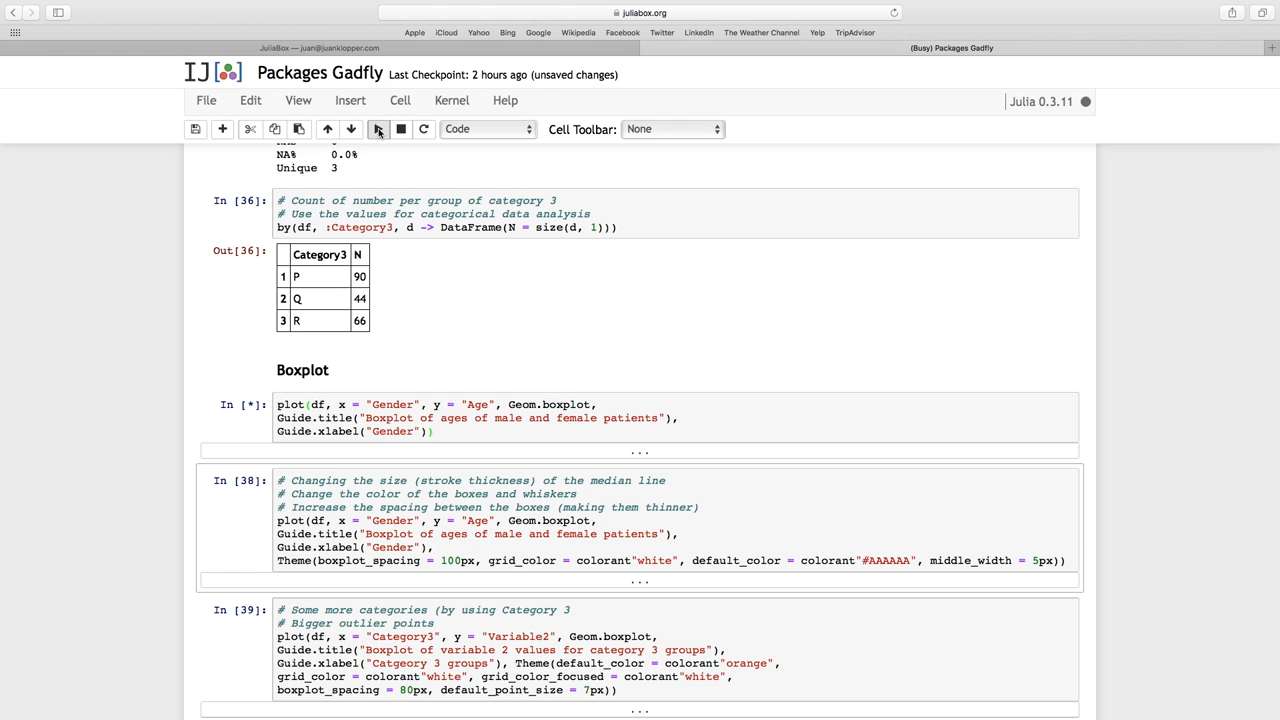 juliabox.org
Apple iCloud Yahoo Bing Google Wikipedia Facebook Twitter LinkedIn The Weather Channel Yelp TripAdvisor
JuliaBox — juan@juanklopper.com
(Busy) Packages Gadfly
IJ[ ] Packages Gadfly Last Checkpoint: 2 hours ago (unsaved changes)
File Edit View Insert Cell Kernel Help
Julia 0.3.11
Code
Cell Toolbar: None
NA% 0.0%
Unique 3
In [36]:
# Count of number per group of category 3
# Use the values for categorical data analysis
by(df, :Category3, d -> DataFrame(N = size(d, 1)))
Out[36]:
Category3 N
1 P 90
2 Q 44
3 R 66
Boxplot
In [*]:
plot(df, x = "Gender", y = "Age", Geom.boxplot,
Guide.title("Boxplot of ages of male and female patients"),
Guide.xlabel("Gender"))
...
In [38]:
# Changing the size (stroke thickness) of the median line
# Change the color of the boxes and whiskers
# Increase the spacing between the boxes (making them thinner)
plot(df, x = "Gender", y = "Age", Geom.boxplot,
Guide.title("Boxplot of ages of male and female patients"),
Guide.xlabel("Gender"),
Theme(boxplot_spacing = 100px, grid_color = colorant"white", default_color = colorant"#AAAAAA", middle_width = 5px))
...
In [39]:
# Some more categories (by using Category 3
# Bigger outlier points
plot(df, x = "Category3", y = "Variable2", Geom.boxplot,
Guide.title("Boxplot of variable 2 values for category 3 groups"),
Guide.xlabel("Catgeory 3 groups"), Theme(default_color = colorant"orange",
grid_color = colorant"white", grid_color_focused = colorant"white",
boxplot_spacing = 80px, default_point_size = 7px))
...